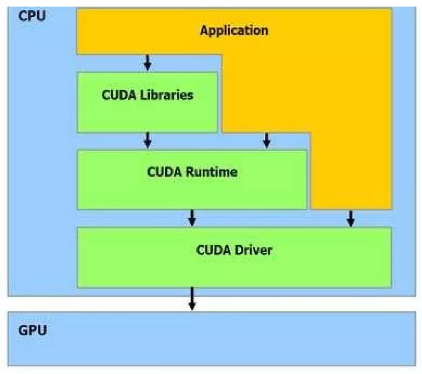 CPU
Application
CUDA Libraries
CUDA Runtime
CUDA Driver
GPU